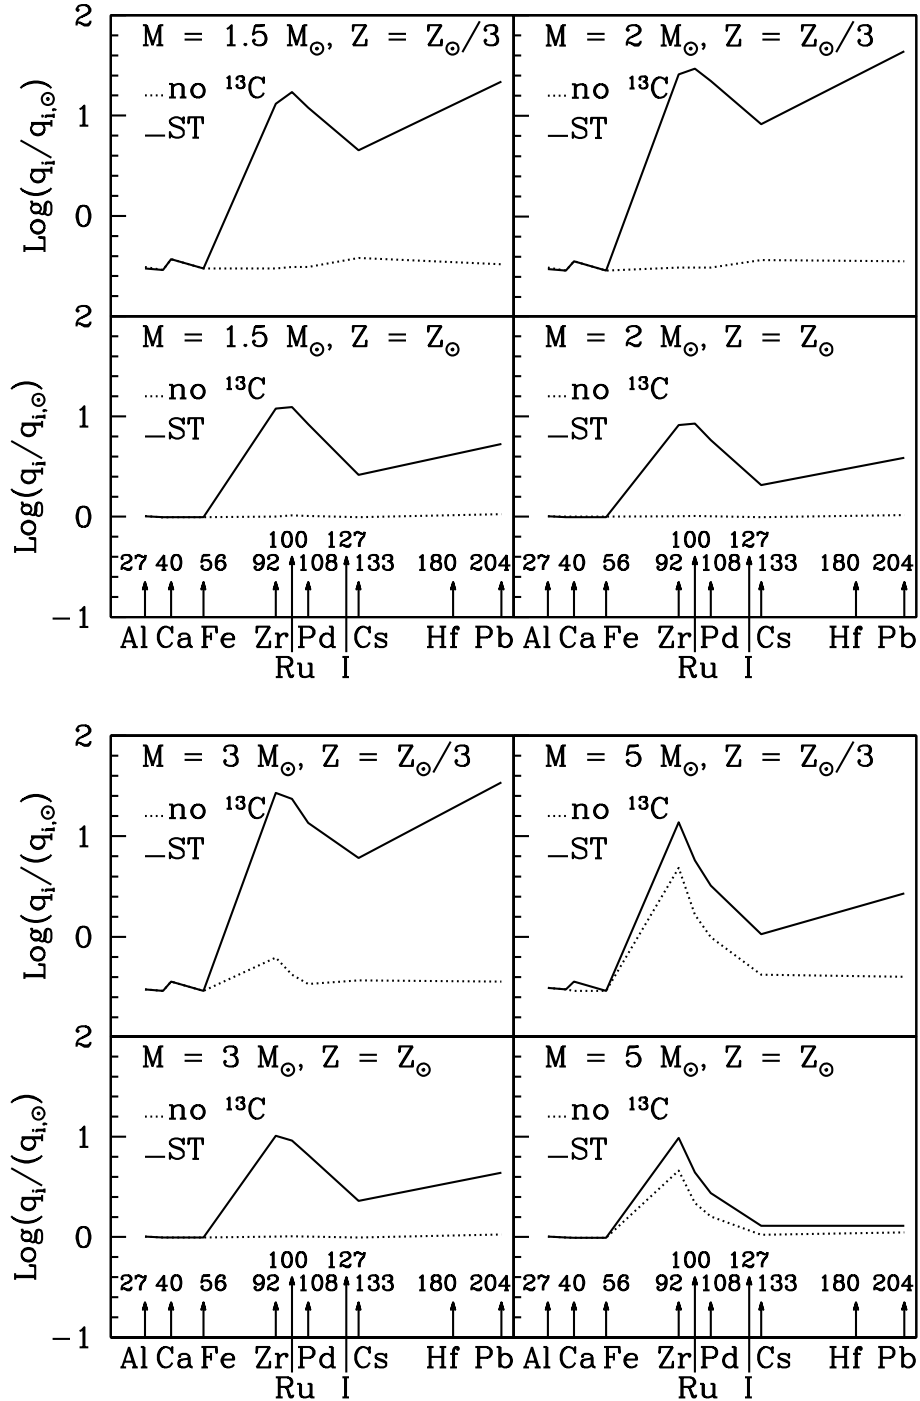 2
M = 1.5 M⊙, Z = Z⊙/3
M = 2 M⊙, Z = Z⊙/3
no ¹³C
no ¹³C
1
ST
ST
Log(qᵢ/qᵢ,⊙)
0
2
M = 1.5 M⊙, Z = Z⊙
M = 2 M⊙, Z = Z⊙
no ¹³C
no ¹³C
1
ST
ST
Log(qᵢ/qᵢ,⊙)
0
100 127 100 127
27 40 56 92 108 133 180 204 27 40 56 92 108 133 180 204
−1
Al Ca Fe Zr Pd Cs Hf Pb Al Ca Fe Zr Pd Cs Hf Pb
Ru I Ru I
2
M = 3 M⊙, Z = Z⊙/3
M = 5 M⊙, Z = Z⊙/3
no ¹³C
no ¹³C
1
ST
ST
Log(qᵢ/(qᵢ,⊙)
0
2
M = 3 M⊙, Z = Z⊙
M = 5 M⊙, Z = Z⊙
no ¹³C
no ¹³C
1
ST
ST
Log(qᵢ/(qᵢ,⊙)
0
100 127 100 127
27 40 56 92 108 133 180 204 27 40 56 92 108 133 180 204
−1
Al Ca Fe Zr Pd Cs Hf Pb Al Ca Fe Zr Pd Cs Hf Pb
Ru I Ru I